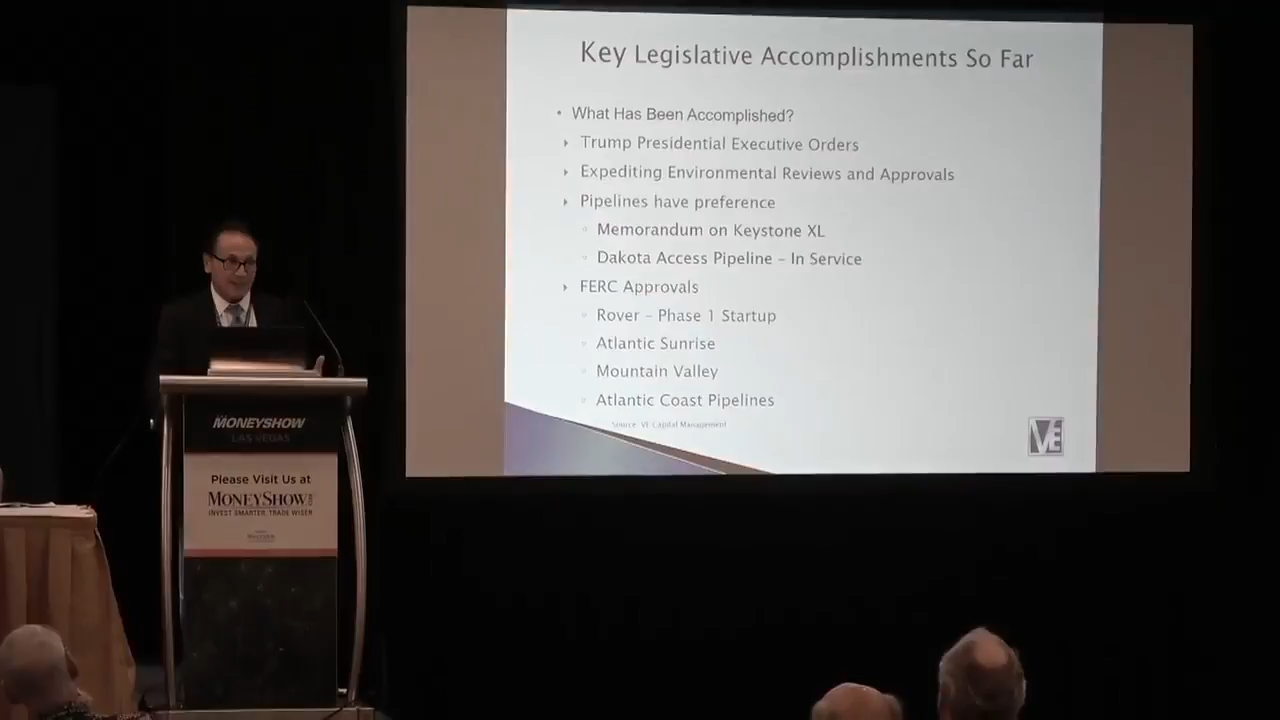 Key Legislative Accomplishments So Far
• What Has Been Accomplished?
Trump Presidential Executive Orders
Expediting Environmental Reviews and Approvals
Pipelines have preference
Memorandum on Keystone XL
Dakota Access Pipeline – In Service
FERC Approvals
Rover – Phase 1 Startup
Atlantic Sunrise
Mountain Valley
Atlantic Coast Pipelines
Source: VE Capital Management
VE
MONEYSHOW
LAS VEGAS
Please Visit Us at
MONEYSHOW.COM
INVEST SMARTER, TRADE WISER